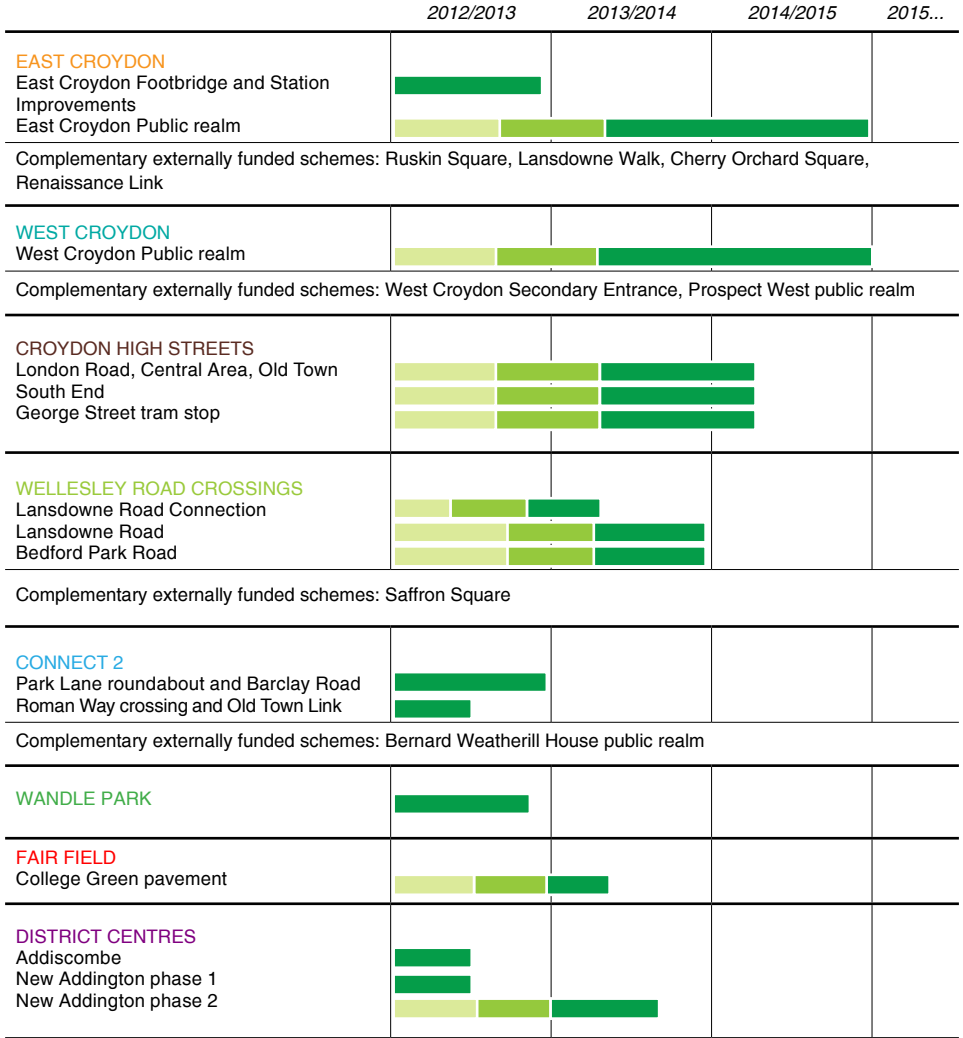 2012/2013 2013/2014 2014/2015 2015...
EAST CROYDON
East Croydon Footbridge and Station
Improvements
East Croydon Public realm
Complementary externally funded schemes: Ruskin Square, Lansdowne Walk, Cherry Orchard Square,
Renaissance Link
WEST CROYDON
West Croydon Public realm
Complementary externally funded schemes: West Croydon Secondary Entrance, Prospect West public realm
CROYDON HIGH STREETS
London Road, Central Area, Old Town
South End
George Street tram stop
WELLESLEY ROAD CROSSINGS
Lansdowne Road Connection
Lansdowne Road
Bedford Park Road
Complementary externally funded schemes: Saffron Square
CONNECT 2
Park Lane roundabout and Barclay Road
Roman Way crossing and Old Town Link
Complementary externally funded schemes: Bernard Weatherill House public realm
WANDLE PARK
FAIR FIELD
College Green pavement
DISTRICT CENTRES
Addiscombe
New Addington phase 1
New Addington phase 2